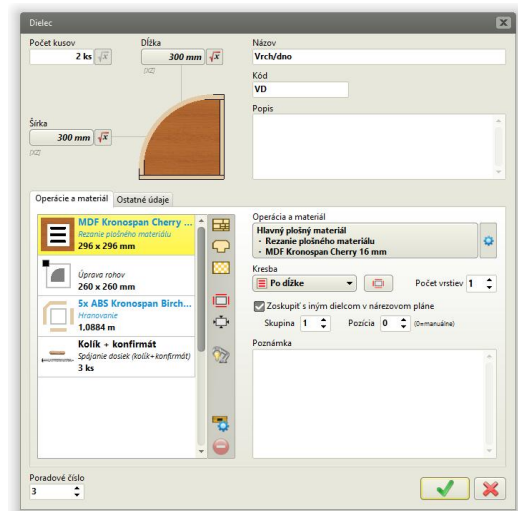 Dielec
Počet kusov
2 ks
Dĺžka
300 mm
[XZ]
Šírka
300 mm
[XZ]
Názov
Vrch/dno
Kód
VD
Popis
Operácie a materiál
Ostatné údaje
MDF Kronospan Cherry ...
Rezanie plošného materiálu
296 x 296 mm
Úprava rohov
260 x 260 mm
5x ABS Kronospan Birch...
Hranovanie
1,0884 m
Kolík + konfirmát
Spájanie dosiek (kolík+konfirmát)
3 ks
Operácia a materiál
Hlavný plošný materiál
· Rezanie plošného materiálu
· MDF Kronospan Cherry 16 mm
Kresba
Po dĺžke
Počet vrstiev 1
Zoskupiť s iným dielcom v nárezovom pláne
Skupina 1 Pozícia 0 (0=manuálne)
Poznámka
Poradové číslo
3